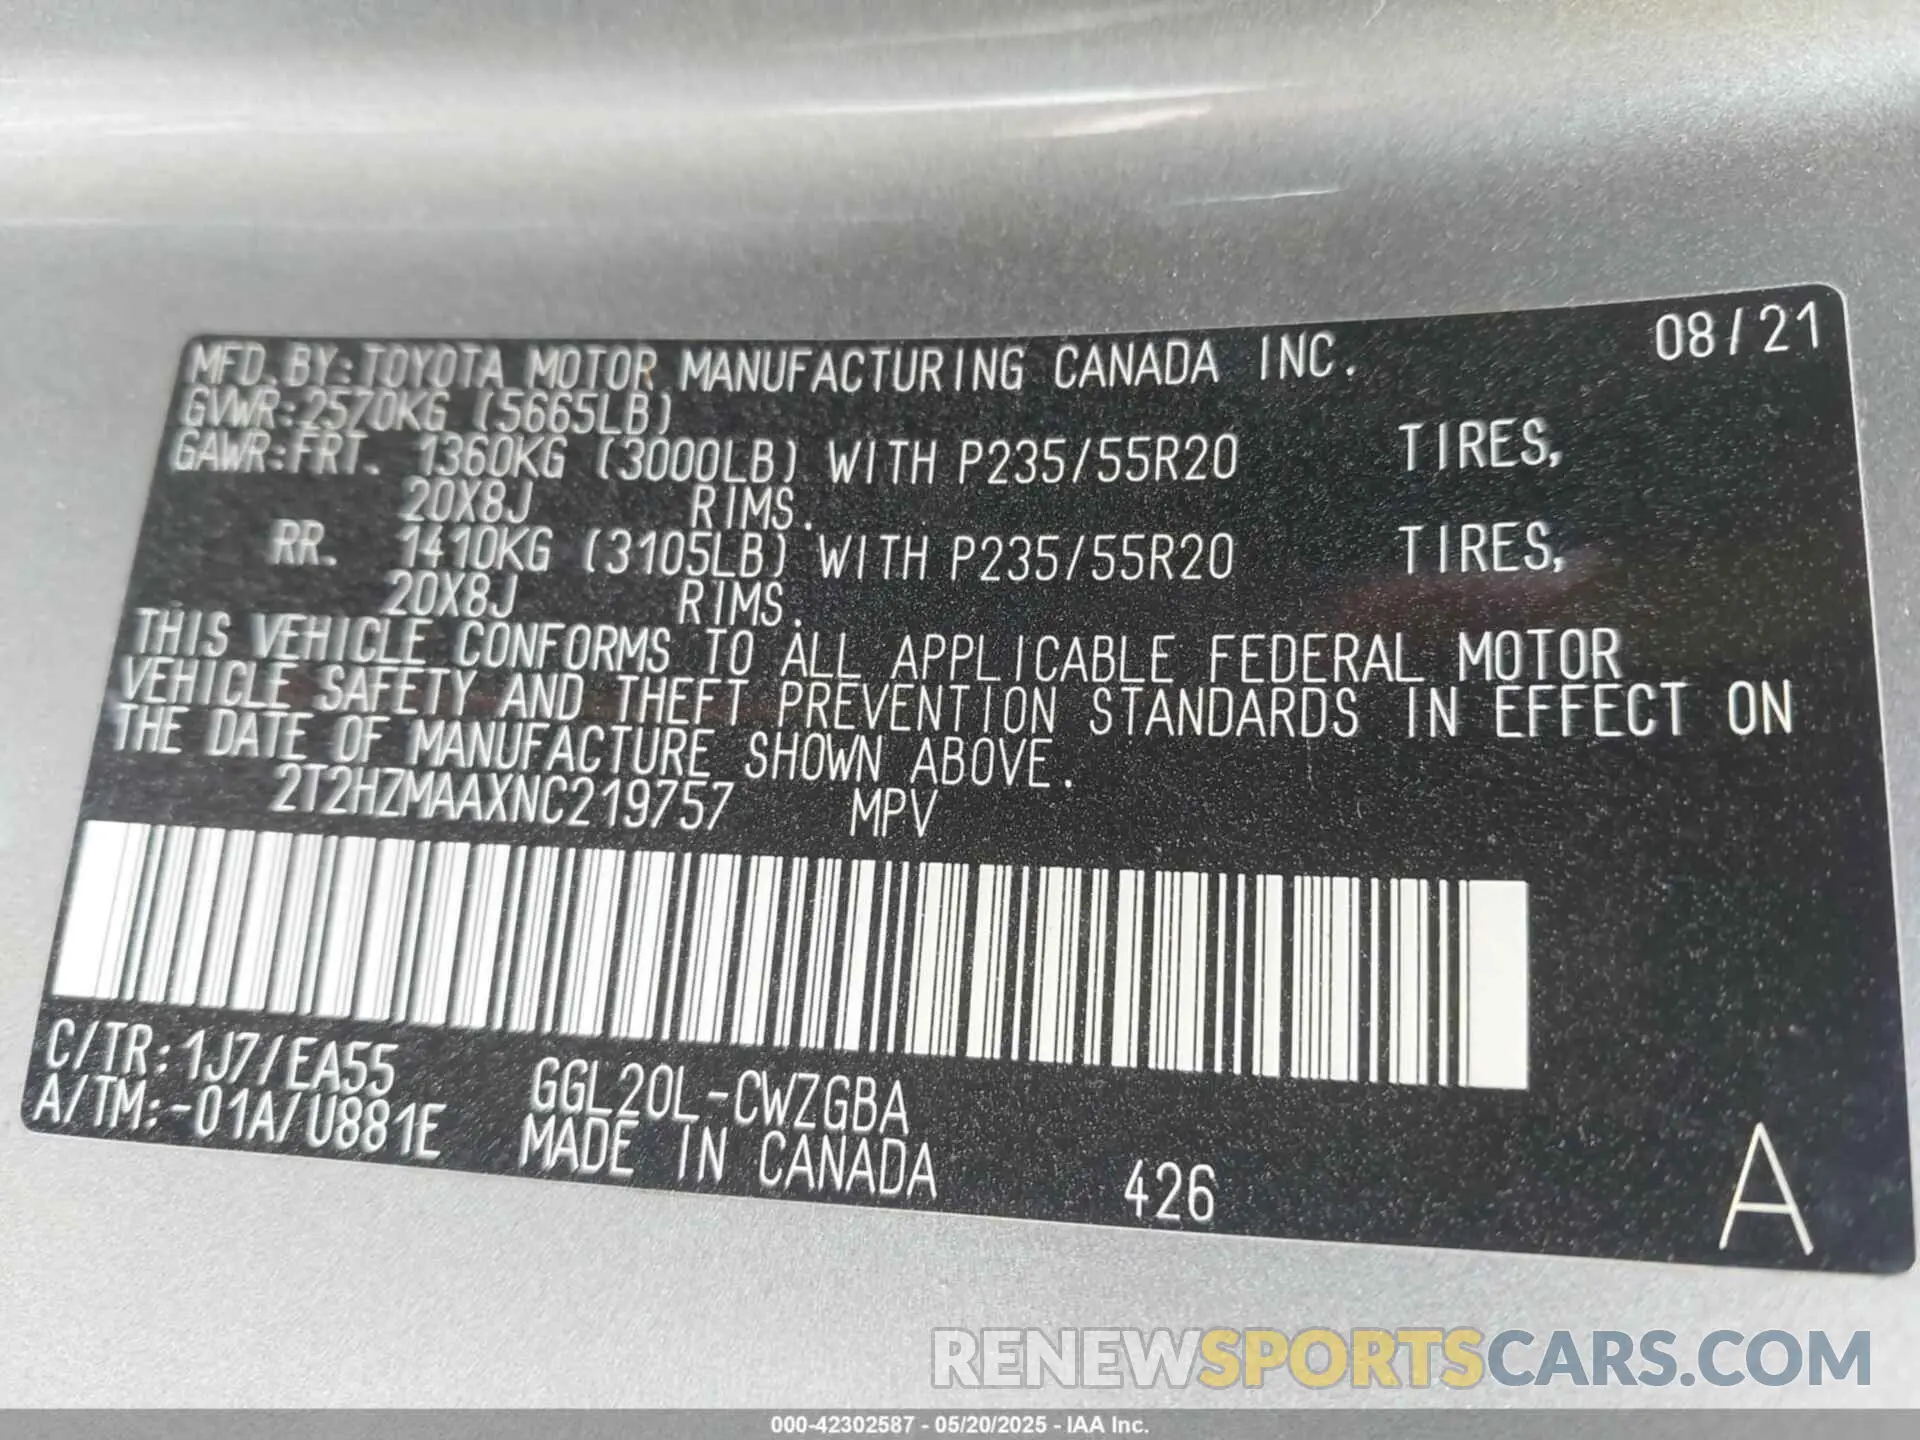 08/21
MFD. BY: TOYOTA MOTOR MANUFACTURING CANADA INC.
GVWR: 2570KG (5665LB)
GAWR: FRT. 1360KG (3000LB) WITH P235/55R20 TIRES,
20X8J RIMS.
RR. 1410KG (3105LB) WITH P235/55R20 TIRES,
20X8J RIMS.
THIS VEHICLE CONFORMS TO ALL APPLICABLE FEDERAL MOTOR
VEHICLE SAFETY AND THEFT PREVENTION STANDARDS IN EFFECT ON
THE DATE OF MANUFACTURE SHOWN ABOVE.
2T2HZMAAXNC219757 MPV
C/TR: 1J7/EA55 GGL20L-CWZGBA
A/TM: -01A/U881E MADE IN CANADA 426 A
RENEWSPORTSCARS.COM
000-42302587 - 05/20/2025 - IAA Inc.